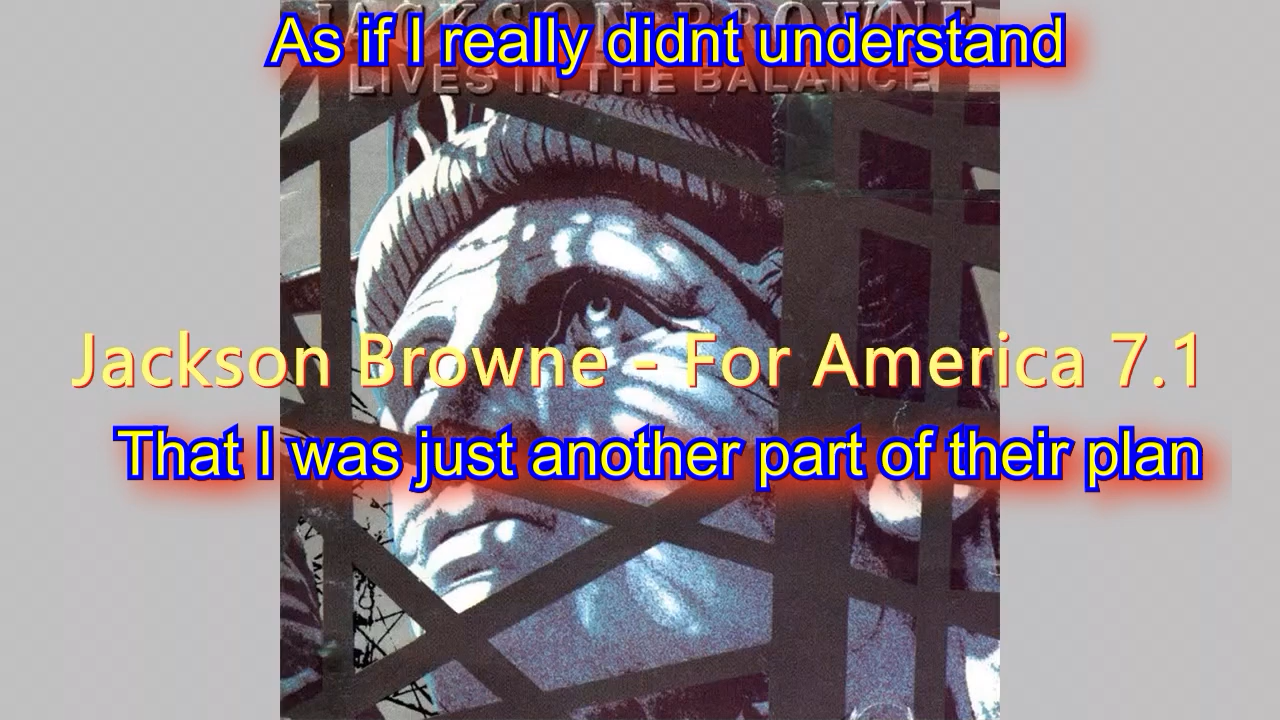 JACKSON BROWNE
As if I really didnt understand
LIVES IN THE BALANCE
Jackson Browne - For America 7.1
That I was just another part of their plan